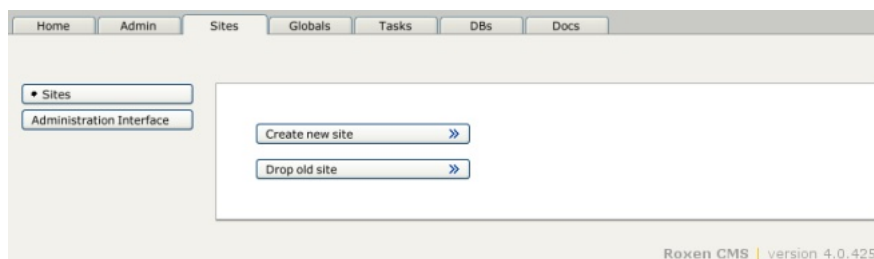 Home Admin Sites Globals Tasks DBs Docs
• Sites
Administration Interface
Create new site »
Drop old site »
Roxen CMS | version 4.0.425